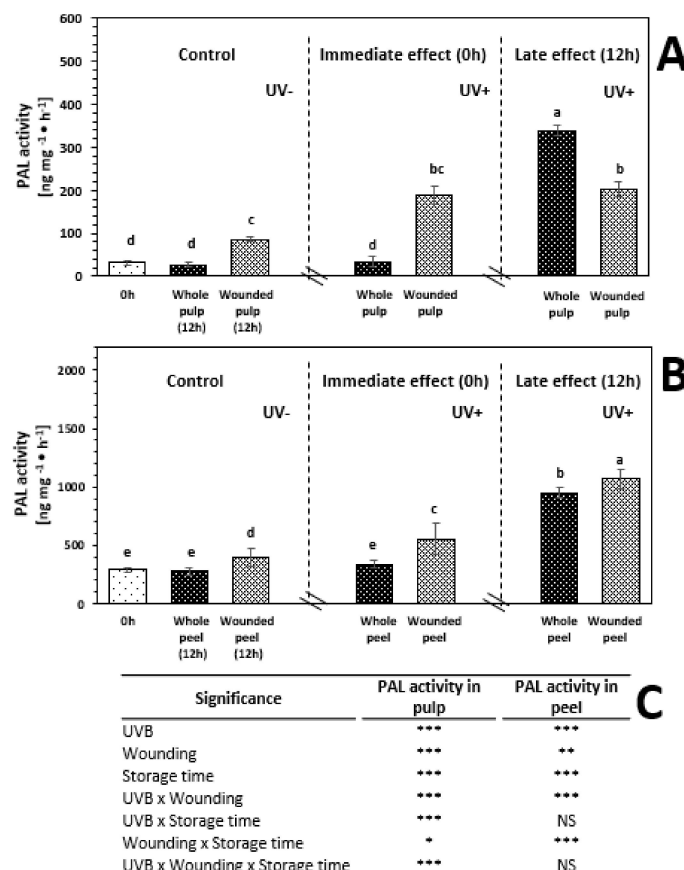 A
Control
Immediate effect (0h)
Late effect (12h)
UV-
UV+
UV+
PAL activity
[ng mg ⁻¹ • h⁻¹]
600
500
400
300
200
100
0
d
d
c
d
bc
a
b
0h
Whole
pulp
(12h)
Wounded
pulp (12h)
Whole
pulp
Wounded
pulp
Whole
pulp
Wounded
pulp
B
Control
Immediate effect (0h)
Late effect (12h)
UV-
UV+
UV+
PAL activity
[ng mg ⁻¹ • h⁻¹]
2000
1500
1000
500
0
e
e
d
e
c
b
a
0h
Whole
peel
(12h)
Wounded
peel (12h)
Whole
peel
Wounded
peel
Whole
peel
Wounded
peel
C
Significance
PAL activity in
pulp
PAL activity in
peel
UVB *** ***
Wounding *** **
Storage time *** ***
UVB x Wounding *** ***
UVB x Storage time *** NS
Wounding x Storage time * ***
UVB x Wounding x Storage time *** NS